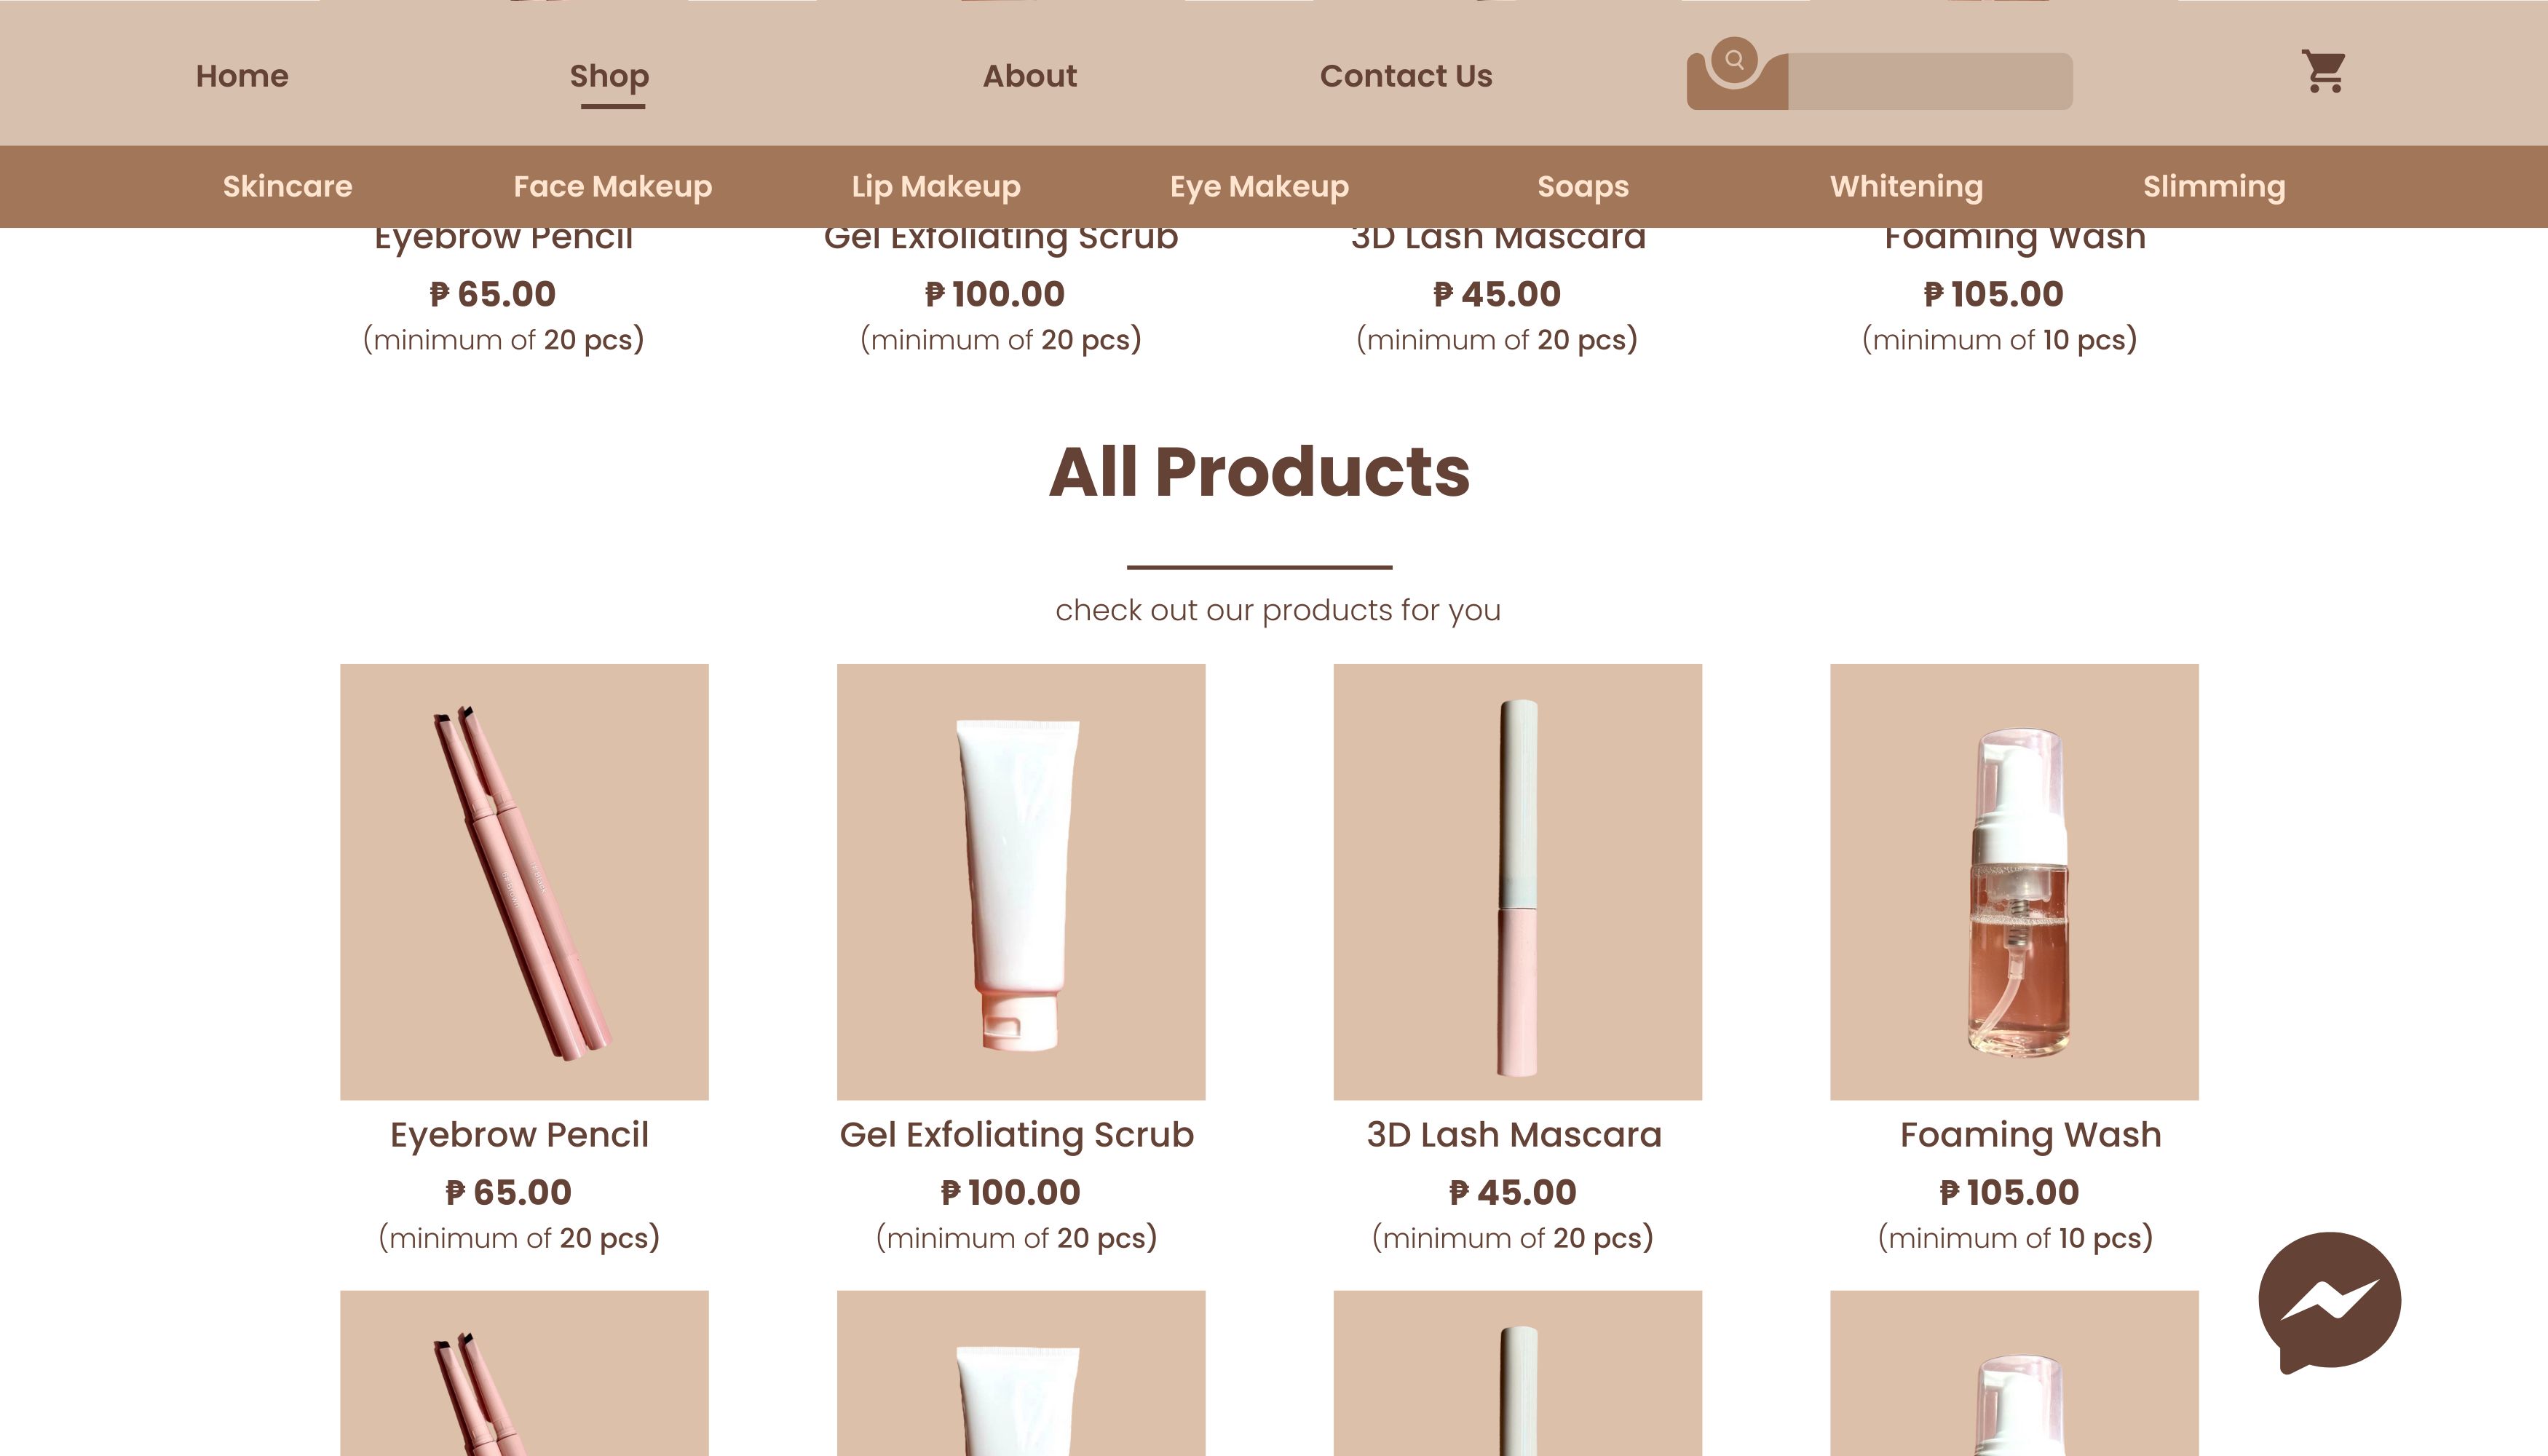 Home Shop About Contact Us
Skincare Face Makeup Lip Makeup Eye Makeup Soaps Whitening Slimming
Eyebrow Pencil Gel Exfoliating Scrub 3D Lash Mascara Foaming Wash
₱ 65.00 ₱ 100.00 ₱ 45.00 ₱ 105.00
(minimum of 20 pcs) (minimum of 20 pcs) (minimum of 20 pcs) (minimum of 10 pcs)
All Products
check out our products for you
Eyebrow Pencil Gel Exfoliating Scrub 3D Lash Mascara Foaming Wash
₱ 65.00 ₱ 100.00 ₱ 45.00 ₱ 105.00
(minimum of 20 pcs) (minimum of 20 pcs) (minimum of 20 pcs) (minimum of 10 pcs)